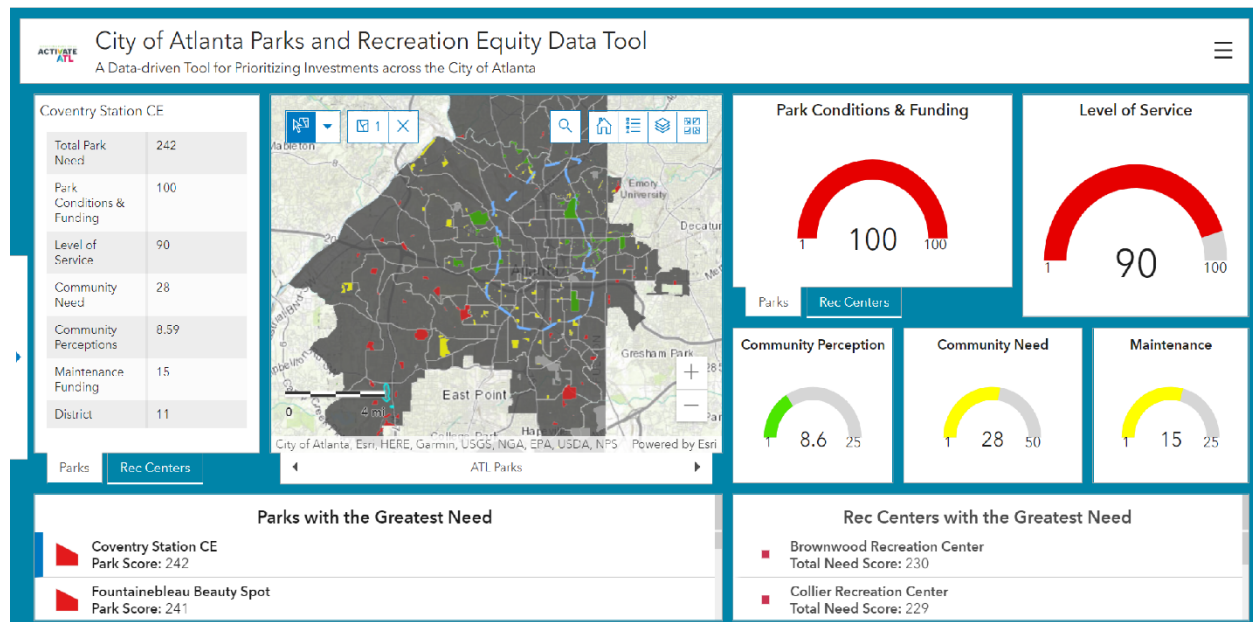 ACTIVATE
ATL
City of Atlanta Parks and Recreation Equity Data Tool
A Data-driven Tool for Prioritizing Investments across the City of Atlanta
Coventry Station CE
Total Park
Need
242
Park
Conditions &
Funding
100
Level of
Service
90
Community
Need
28
Community
Perceptions
8.59
Maintenance
Funding
15
District
11
Parks
Rec Centers
1
Mableton
Emory
University
Decatur
20
Gresham Park
East Point
0
4 mi
City of Atlanta, Esri, HERE, Garmin, USGS, NGA, EPA, USDA, NPS
Powered by Esri
ATL Parks
Park Conditions & Funding
1
100
100
Parks
Rec Centers
Level of Service
1
90
100
Community Perception
1
8.6
25
Community Need
1
28
50
Maintenance
1
15
25
Parks with the Greatest Need
Coventry Station CE
Park Score: 242
Fountainebleau Beauty Spot
Park Score: 241
Rec Centers with the Greatest Need
Brownwood Recreation Center
Total Need Score: 230
Collier Recreation Center
Total Need Score: 229